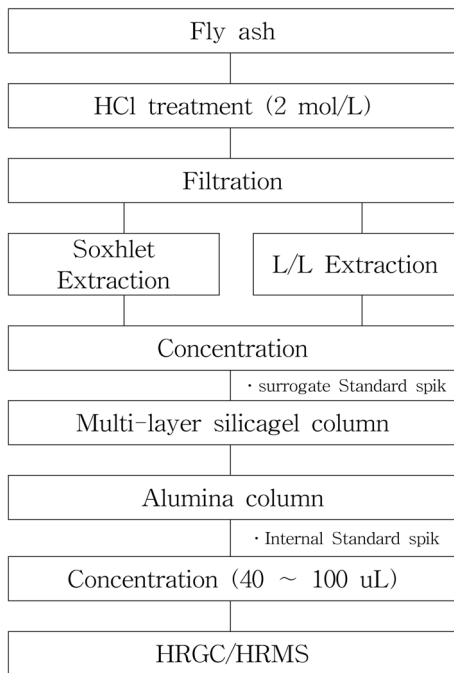 Fly ash
HCl treatment (2 mol/L)
Filtration
Soxhlet
Extraction
L/L Extraction
Concentration
· surrogate Standard spik
Multi-layer silicagel column
Alumina column
· Internal Standard spik
Concentration (40 ~ 100 uL)
HRGC/HRMS